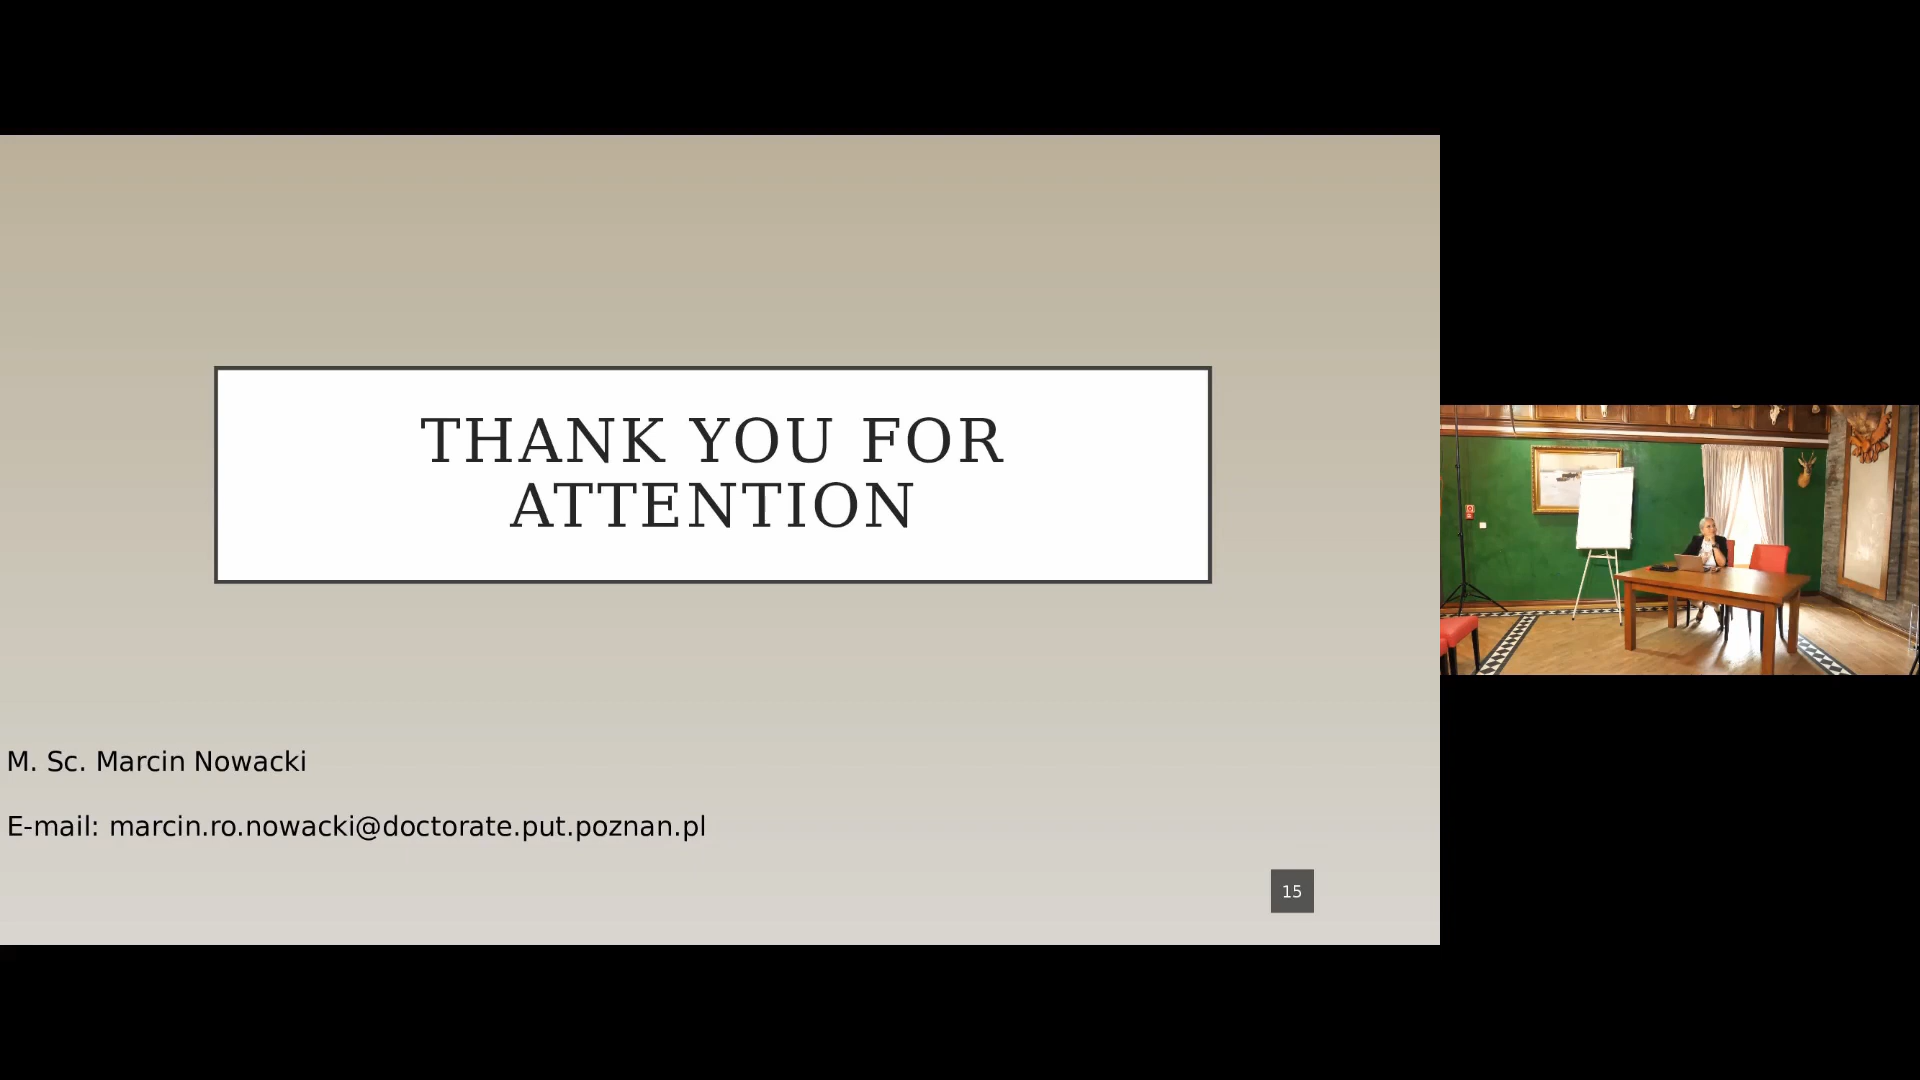 THANK YOU FOR
ATTENTION
M. Sc. Marcin Nowacki
E-mail: marcin.ro.nowacki@doctorate.put.poznan.pl
15